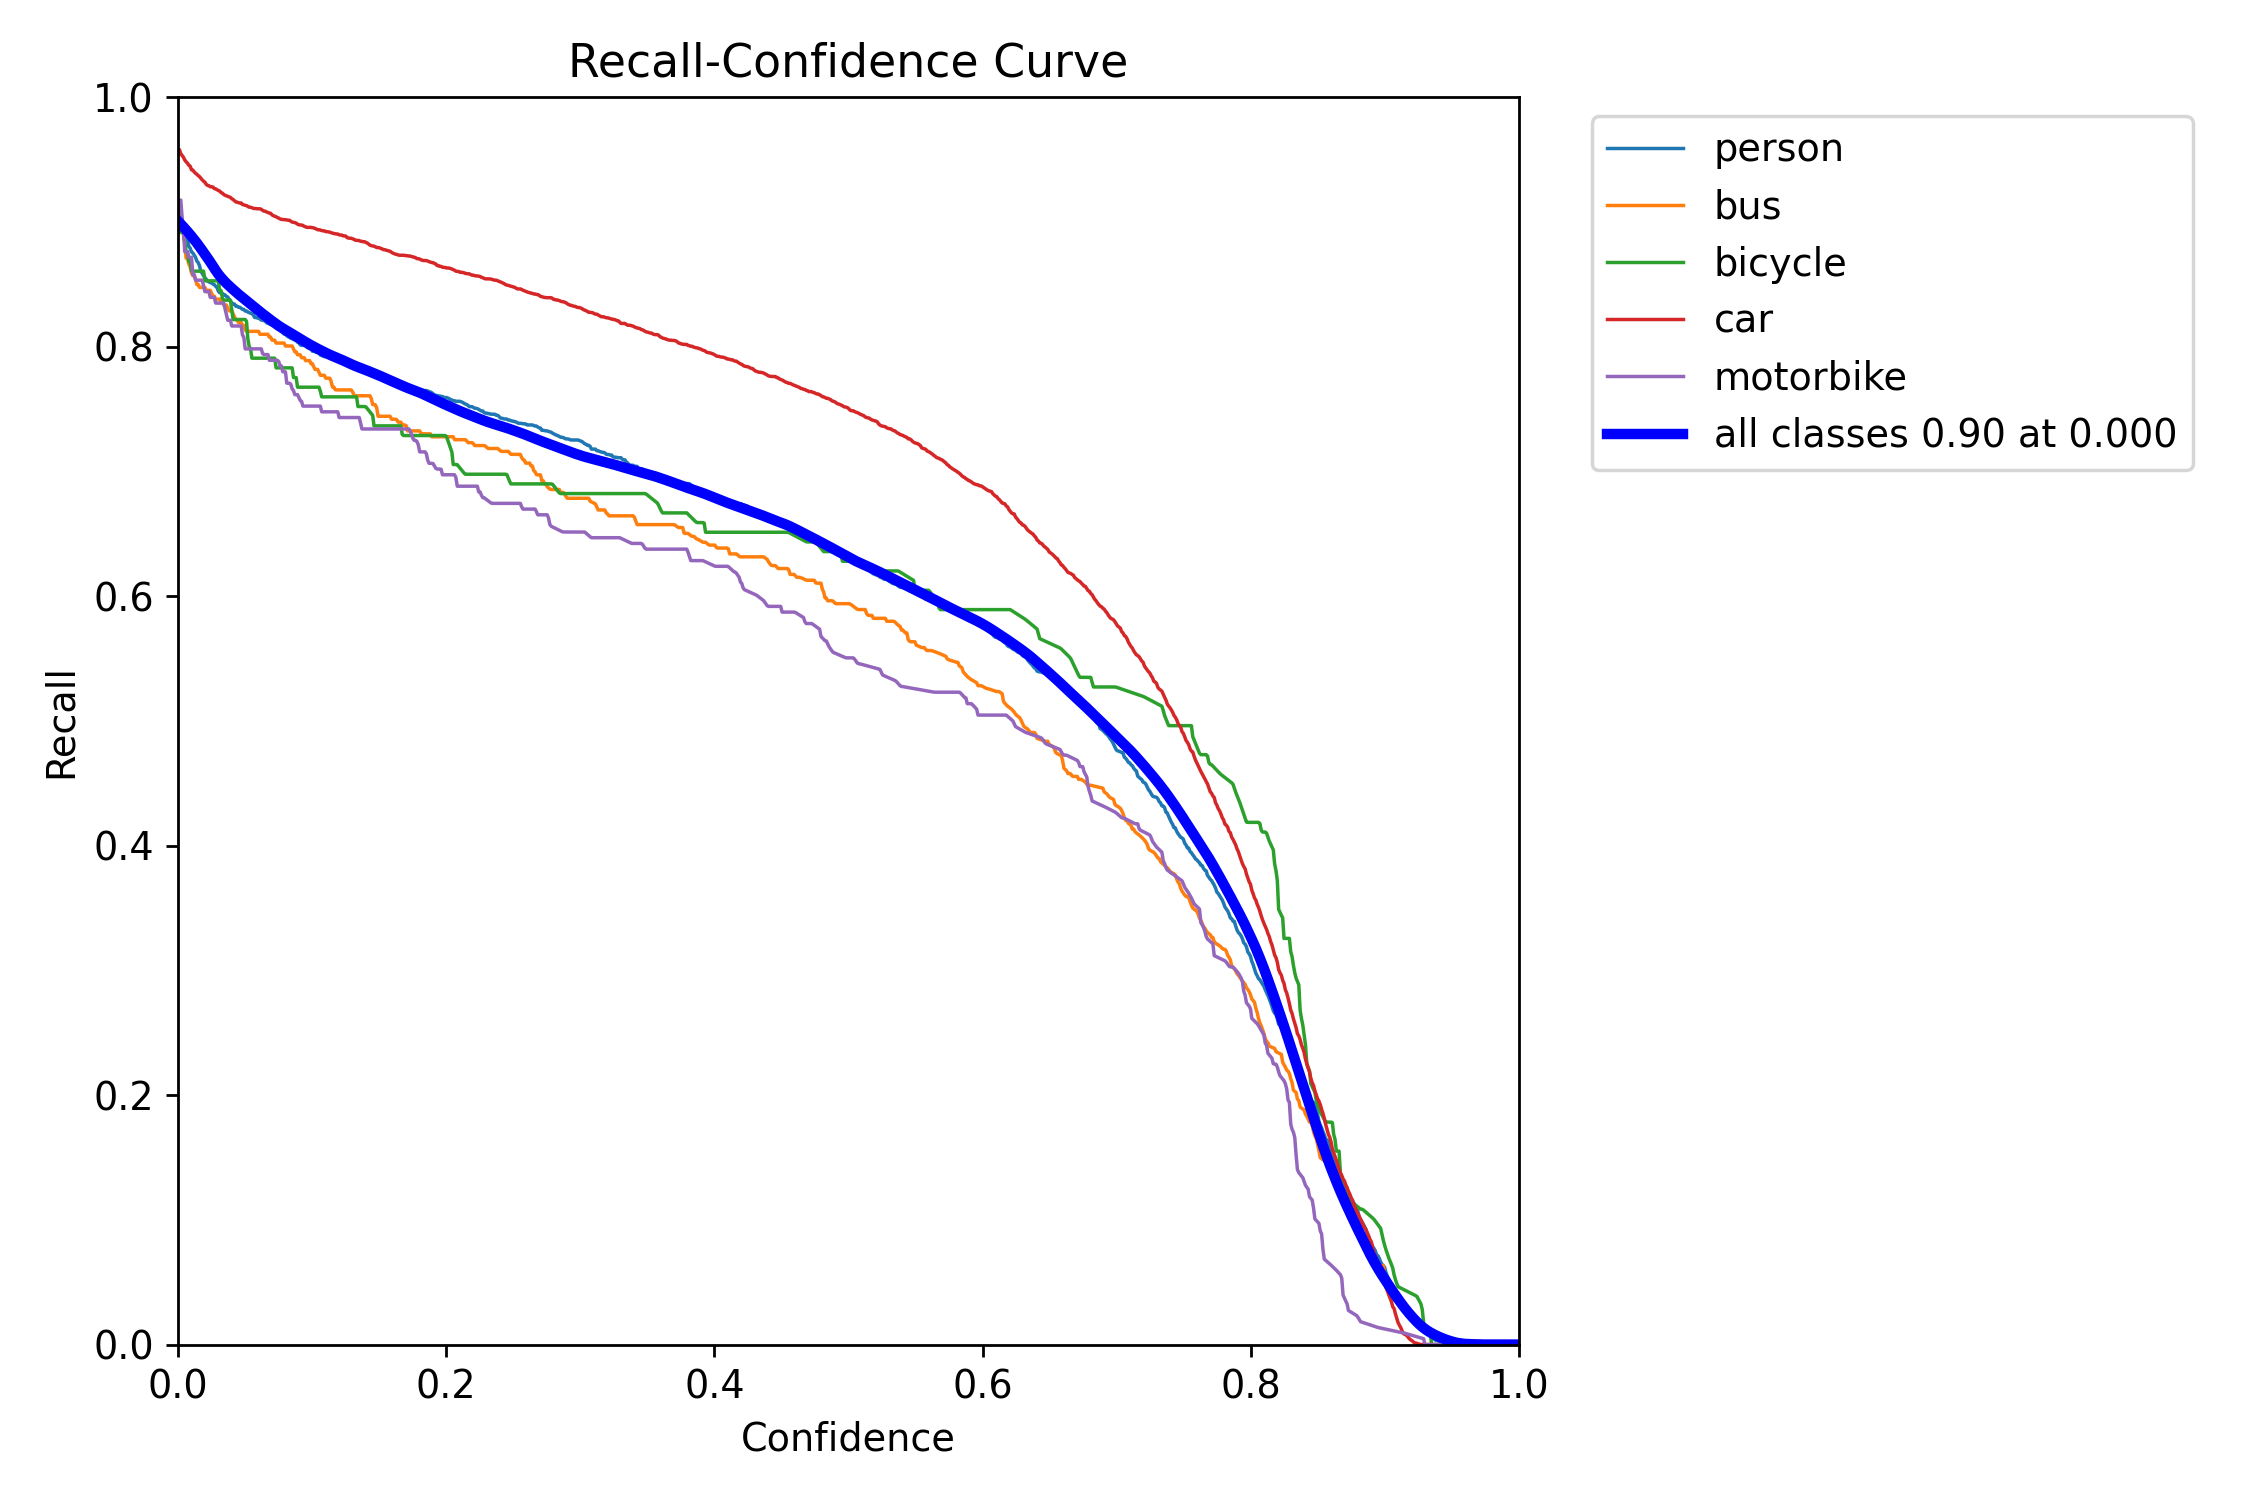 Recall-Confidence Curve
1.0
0.8
0.6
0.4
0.2
0.0
Recall
0.0 0.2 0.4 0.6 0.8 1.0
Confidence
person
bus
bicycle
car
motorbike
all classes 0.90 at 0.000